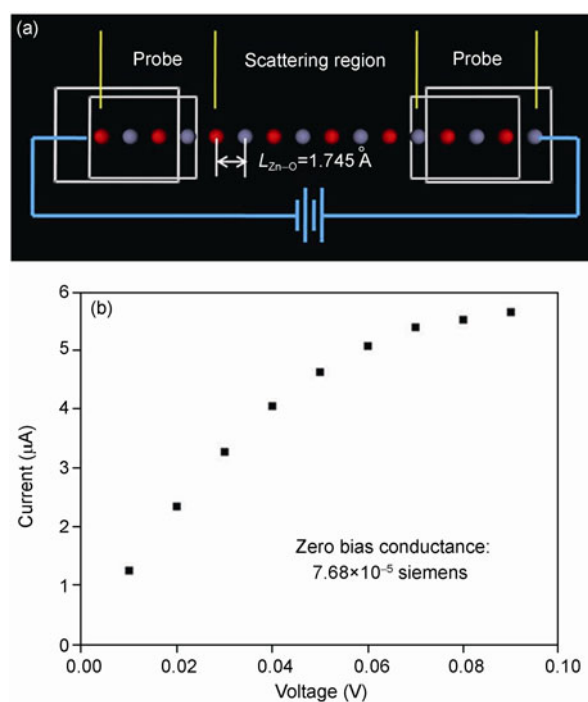 (a)
Probe Scattering region Probe
L Zn–O=1.745 Å
(b)
6
5
4
3
2
1
0
Current (μA)
Zero bias conductance:
7.68×10⁻⁵ siemens
0.00 0.02 0.04 0.06 0.08 0.10
Voltage (V)